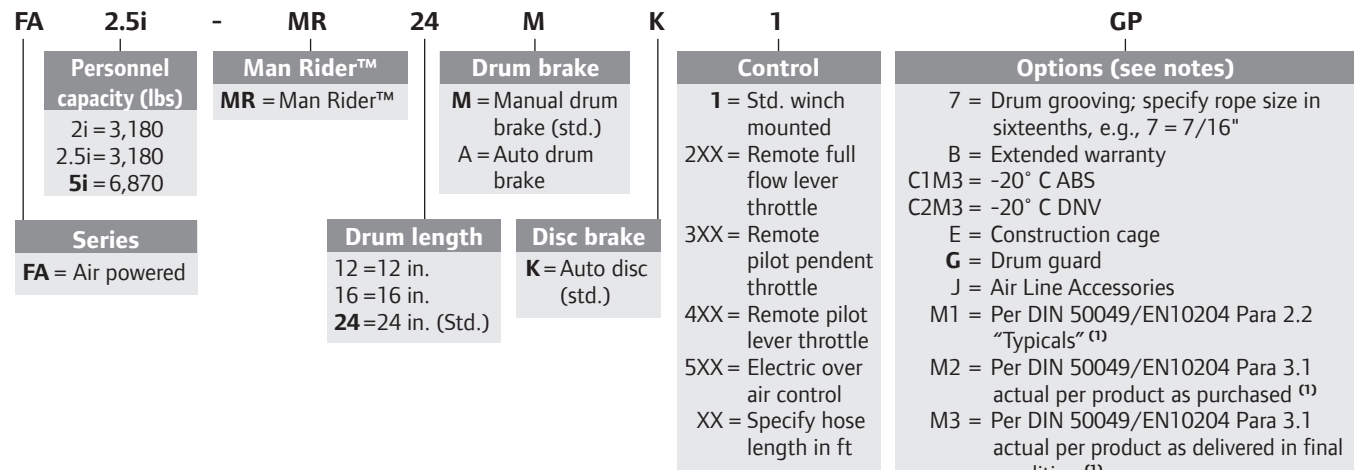 FA 2.5i - MR 24 M K 1 GP
Personnel
capacity (lbs)
2i = 3,180
2.5i = 3,180
5i = 6,870
Man Rider™
MR = Man Rider™
Drum brake
M = Manual drum
brake (std.)
A = Auto drum
brake
Series
FA = Air powered
Drum length
12 = 12 in.
16 = 16 in.
24 = 24 in. (Std.)
Disc brake
K = Auto disc
(std.)
Control
1 = Std. winch
mounted
2XX = Remote full
flow lever
throttle
3XX = Remote
pilot pendent
throttle
4XX = Remote pilot
lever throttle
5XX = Electric over
air control
XX = Specify hose
length in ft
Options (see notes)
7 = Drum grooving; specify rope size in
sixteenths, e.g., 7 = 7/16"
B = Extended warranty
C1M3 = -20° C ABS
C2M3 = -20° C DNV
E = Construction cage
G = Drum guard
J = Air Line Accessories
M1 = Per DIN 50049/EN10204 Para 2.2
"Typicals" (1)
M2 = Per DIN 50049/EN10204 Para 3.1
actual per product as purchased (1)
M3 = Per DIN 50049/EN10204 Para 3.1
actual per product as delivered in final
(1)